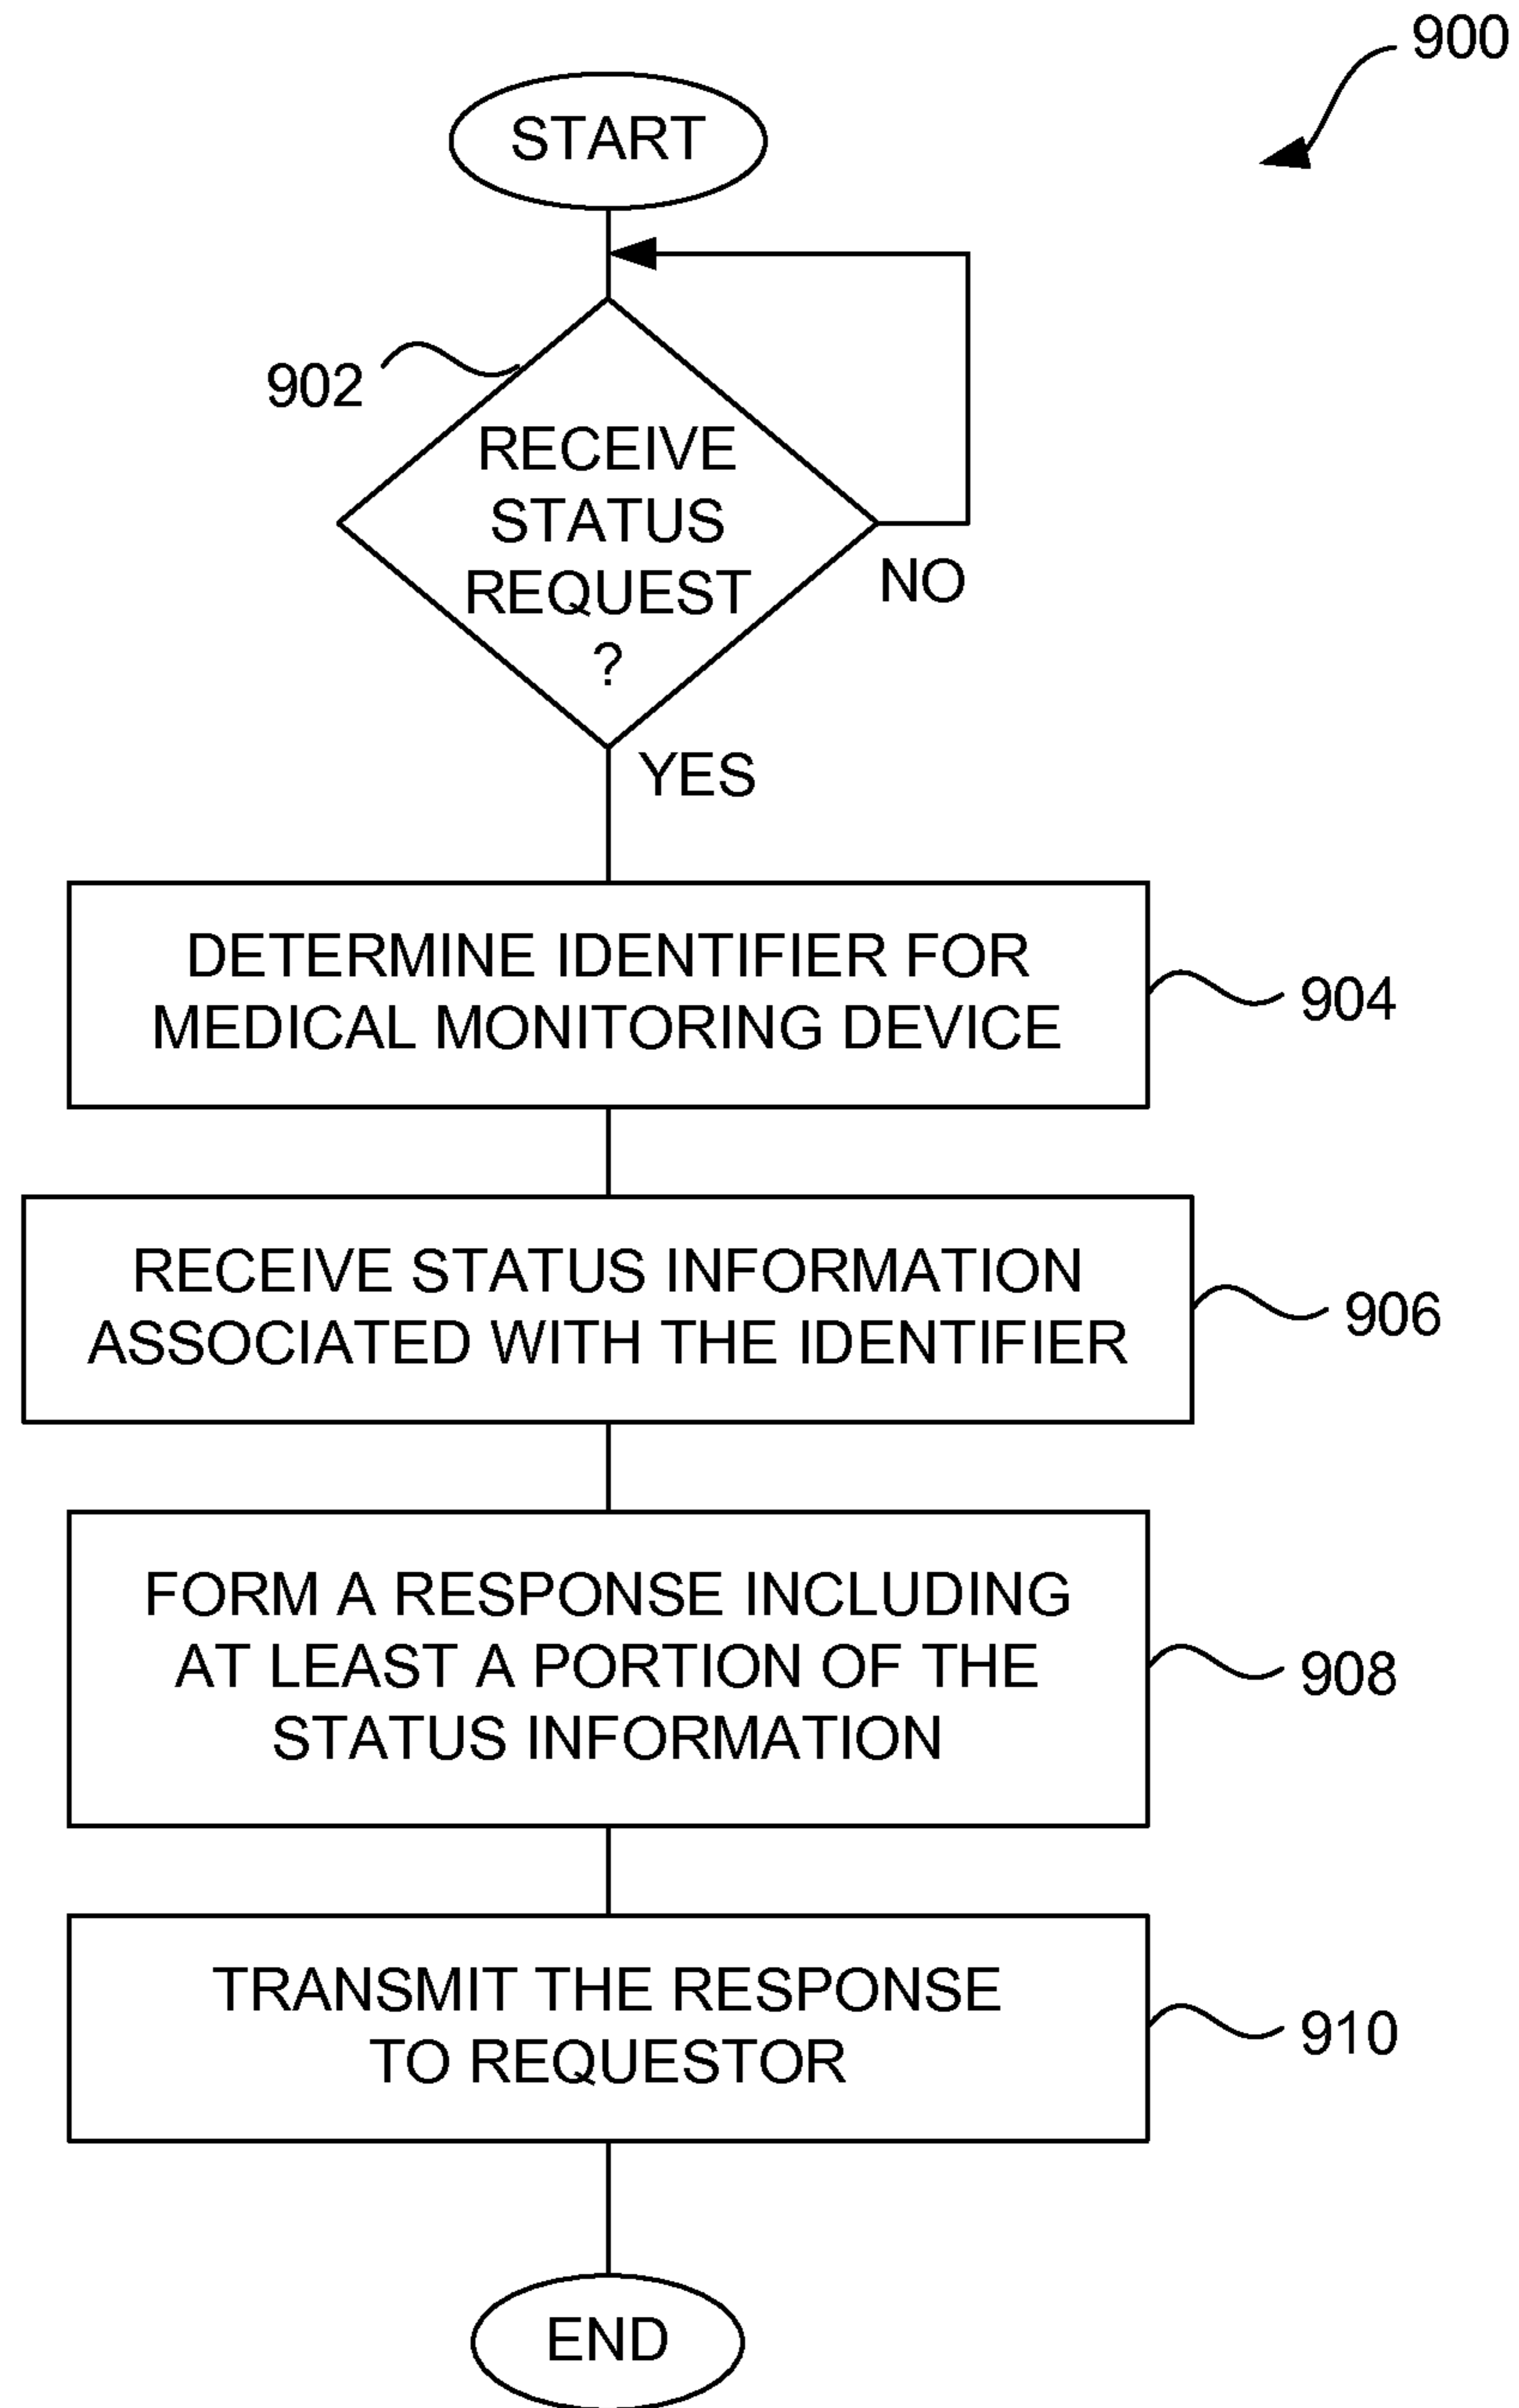 900
START
902
RECEIVE
STATUS
REQUEST
?
NO
YES
DETERMINE IDENTIFIER FOR
MEDICAL MONITORING DEVICE
904
RECEIVE STATUS INFORMATION
ASSOCIATED WITH THE IDENTIFIER
906
FORM A RESPONSE INCLUDING
AT LEAST A PORTION OF THE
STATUS INFORMATION
908
TRANSMIT THE RESPONSE
TO REQUESTOR
910
END